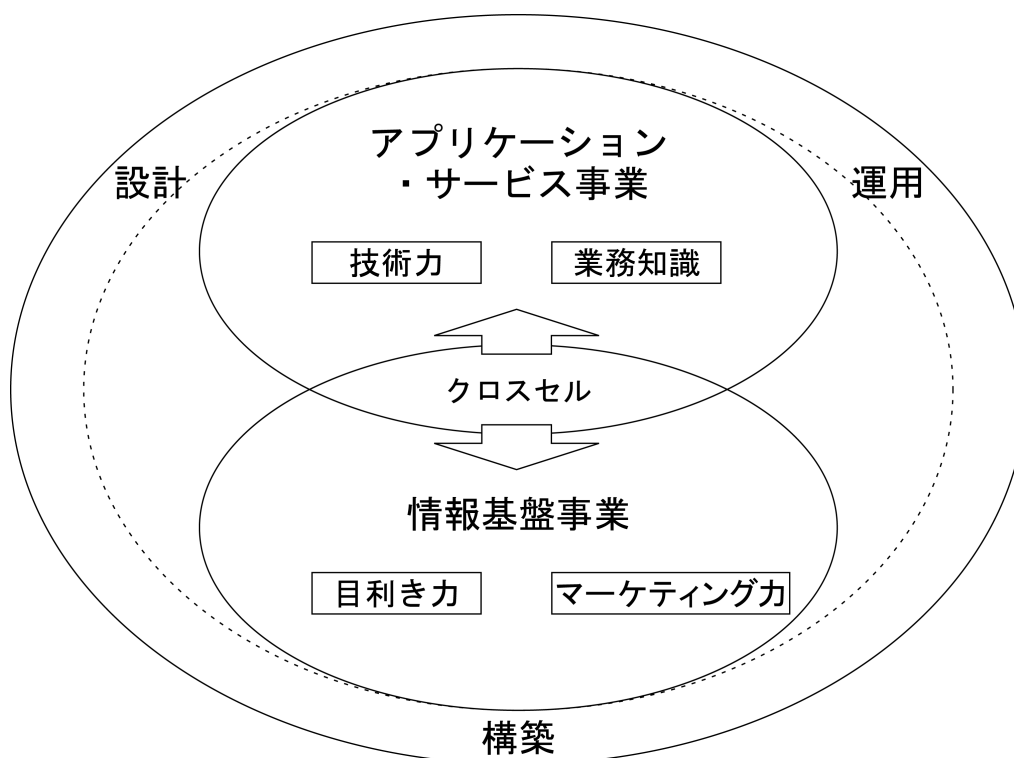 アプリケーション
・サービス事業
設計
運用
技術力
業務知識
クロスセル
情報基盤事業
目利き力
マーケティング力
構築